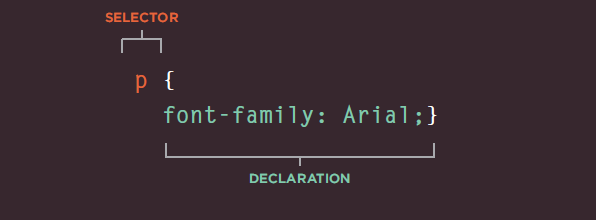 SELECTOR
p {
font-family: Arial;}
DECLARATION